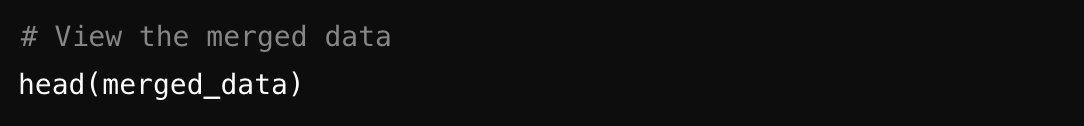 # View the merged data
head(merged_data)